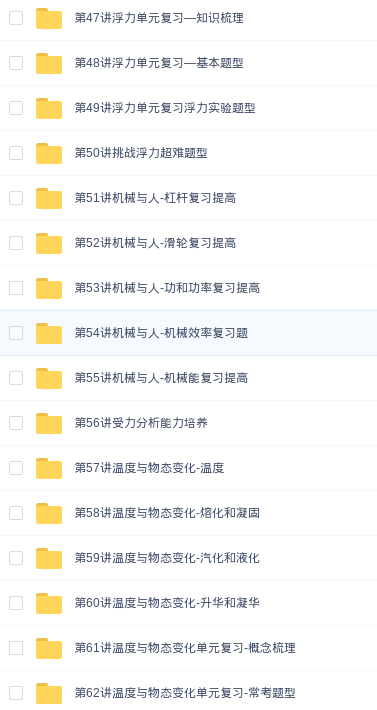 第47讲浮力单元复习—知识梳理
第48讲浮力单元复习—基本题型
第49讲浮力单元复习浮力实验题型
第50讲挑战浮力超难题型
第51讲机械与人-杠杆复习提高
第52讲机械与人-滑轮复习提高
第53讲机械与人-功和功率复习提高
第54讲机械与人-机械效率复习题
第55讲机械与人-机械能复习提高
第56讲受力分析能力培养
第57讲温度与物态变化-温度
第58讲温度与物态变化-熔化和凝固
第59讲温度与物态变化-汽化和液化
第60讲温度与物态变化-升华和凝华
第61讲温度与物态变化单元复习-概念梳理
第62讲温度与物态变化单元复习-常考题型